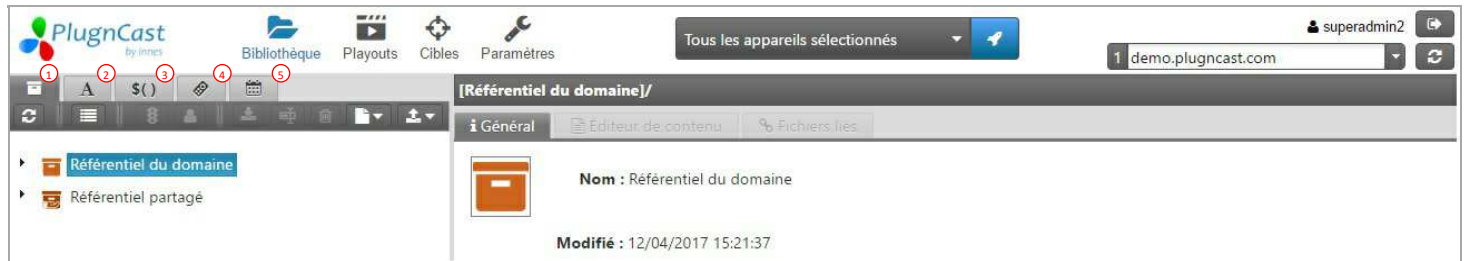 PlugnCast
by innes
Bibliothèque Playouts Cibles Paramètres
Tous les appareils sélectionnés
superadmin2
1 demo.plugncast.com
1 2 3 4 5
A $()
[Référentiel du domaine]/
Général Éditeur de contenu Fichiers lies
Référentiel du domaine
Référentiel partagé
Nom : Référentiel du domaine
Modifié : 12/04/2017 15:21:37